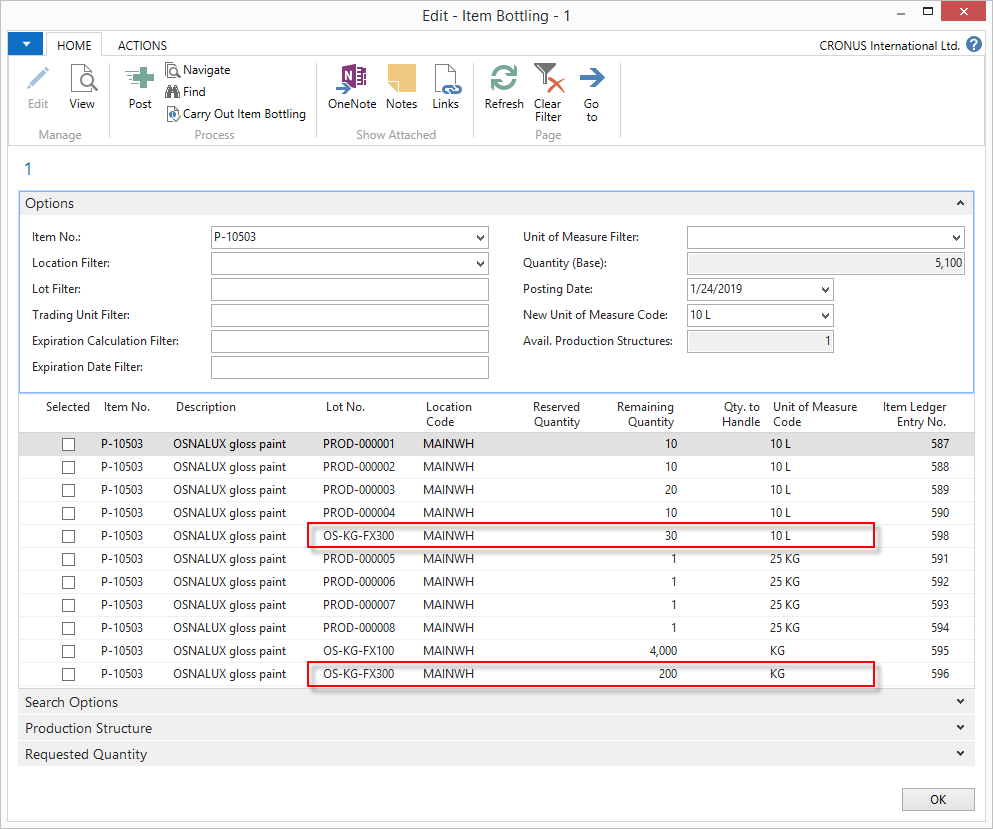 Edit - Item Bottling - 1
HOME ACTIONS CRONUS International Ltd. ?
Edit View Post Navigate Find Carry Out Item Bottling OneNote Notes Links Refresh Clear Filter Go to
Manage Process Show Attached Page
1
Options
Item No.: P-10503 Unit of Measure Filter:
Location Filter: Quantity (Base): 5,100
Lot Filter: Posting Date: 1/24/2019
Trading Unit Filter: New Unit of Measure Code: 10 L
Expiration Calculation Filter: Avail. Production Structures: 1
Expiration Date Filter:
Selected Item No. Description Lot No. Location Code Reserved Quantity Remaining Quantity Qty. to Handle Unit of Measure Code Item Ledger Entry No.
P-10503 OSNALUX gloss paint PROD-000001 MAINWH 10 10 L 587
P-10503 OSNALUX gloss paint PROD-000002 MAINWH 10 10 L 588
P-10503 OSNALUX gloss paint PROD-000003 MAINWH 20 10 L 589
P-10503 OSNALUX gloss paint PROD-000004 MAINWH 10 10 L 590
P-10503 OSNALUX gloss paint OS-KG-FX300 MAINWH 30 10 L 598
P-10503 OSNALUX gloss paint PROD-000005 MAINWH 1 25 KG 591
P-10503 OSNALUX gloss paint PROD-000006 MAINWH 1 25 KG 592
P-10503 OSNALUX gloss paint PROD-000007 MAINWH 1 25 KG 593
P-10503 OSNALUX gloss paint PROD-000008 MAINWH 1 25 KG 594
P-10503 OSNALUX gloss paint OS-KG-FX100 MAINWH 4,000 KG 595
P-10503 OSNALUX gloss paint OS-KG-FX300 MAINWH 200 KG 596
Search Options
Production Structure
Requested Quantity
OK